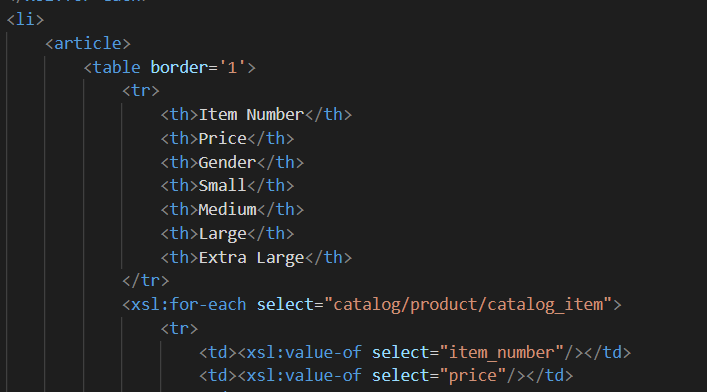 <li>
<article>
<table border='1'>
<tr>
<th>Item Number</th>
<th>Price</th>
<th>Gender</th>
<th>Small</th>
<th>Medium</th>
<th>Large</th>
<th>Extra Large</th>
</tr>
<xsl:for-each select="catalog/product/catalog_item">
<tr>
<td><xsl:value-of select="item_number"/></td>
<td><xsl:value-of select="price"/></td>